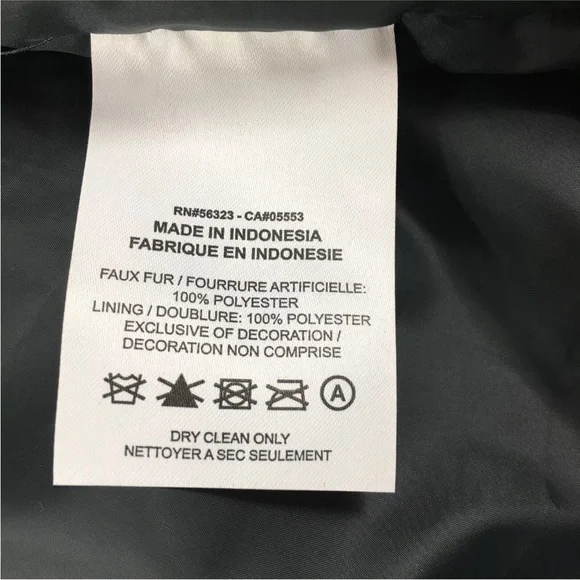 RN#56323 - CA#05553
MADE IN INDONESIA
FABRIQUE EN INDONESIE
FAUX FUR / FOURRURE ARTIFICIELLE:
100% POLYESTER
LINING / DOUBLURE: 100% POLYESTER
EXCLUSIVE OF DECORATION /
DECORATION NON COMPRISE
A
DRY CLEAN ONLY
NETTOYER A SEC SEULEMENT